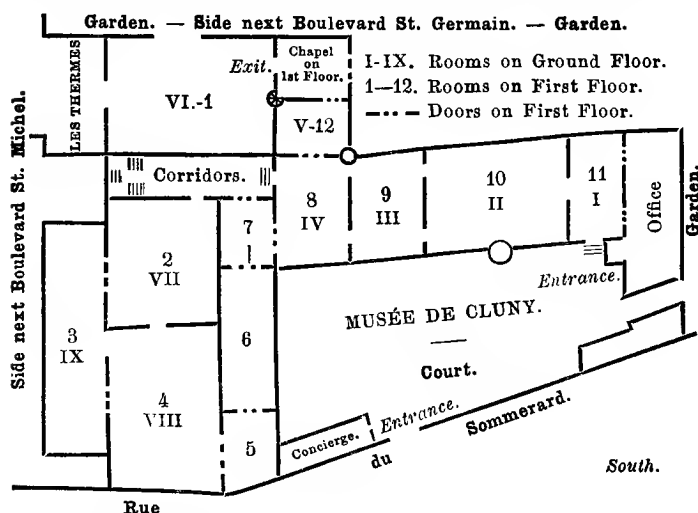 Garden. — Side next Boulevard St. Germain. — Garden.
Side next Boulevard St. Michel.
LES THERMES
VI.-1
Exit.
Chapel
on
1st Floor.
V-12
I-IX. Rooms on Ground Floor.
1—12. Rooms on First First Floor.
Doors on First Floor.
Corridors.
8
IV
9
III
10
II
11
I
Office
Garden.
7
2
VII
Entrance.
3
IX
6
MUSÉE DE CLUNY.
Court.
4
VIII
5
Concierge.
Entrance.
Rue
du
Sommerard.
South.